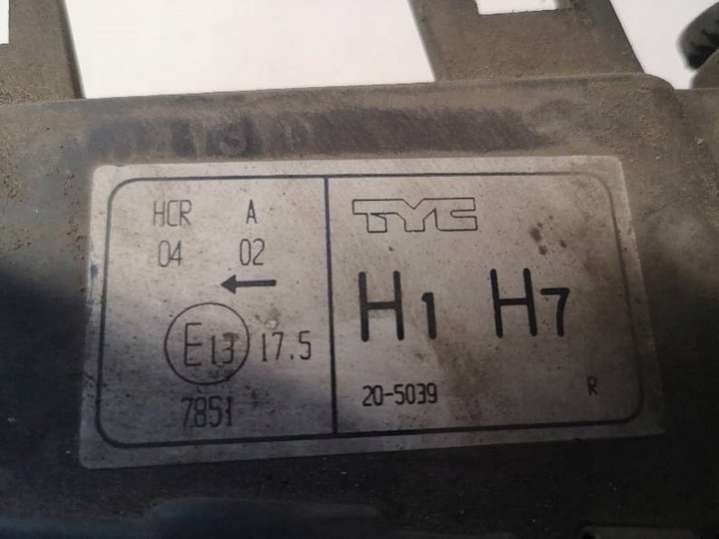 HCR A
04 02
E13 17.5
7851
TYC
H1 H7
20-5039 R